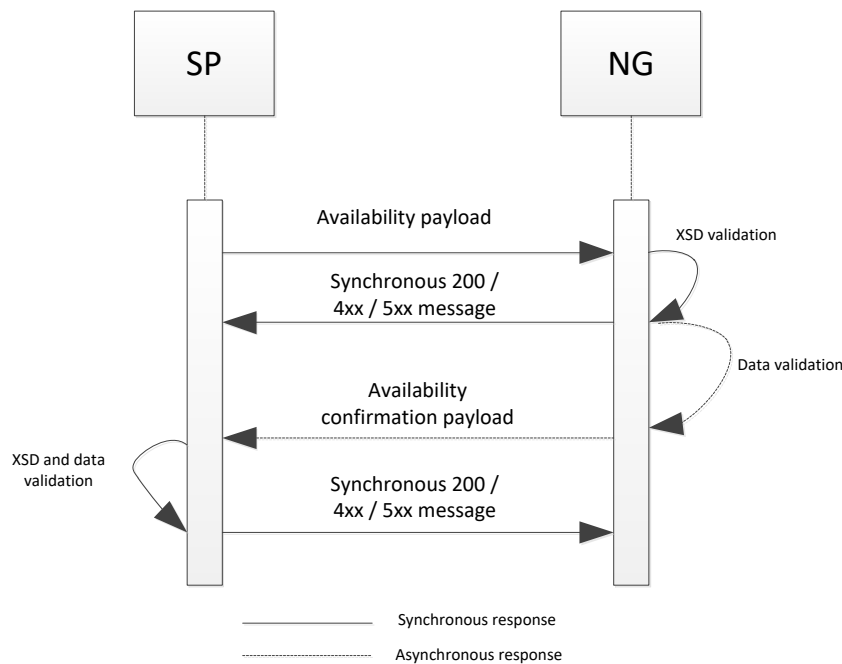 SP
NG
Availability payload
XSD validation
Synchronous 200 /
4xx / 5xx message
Data validation
Availability
confirmation payload
XSD and data
validation
Synchronous 200 /
4xx / 5xx message
Synchronous response
Asynchronous response